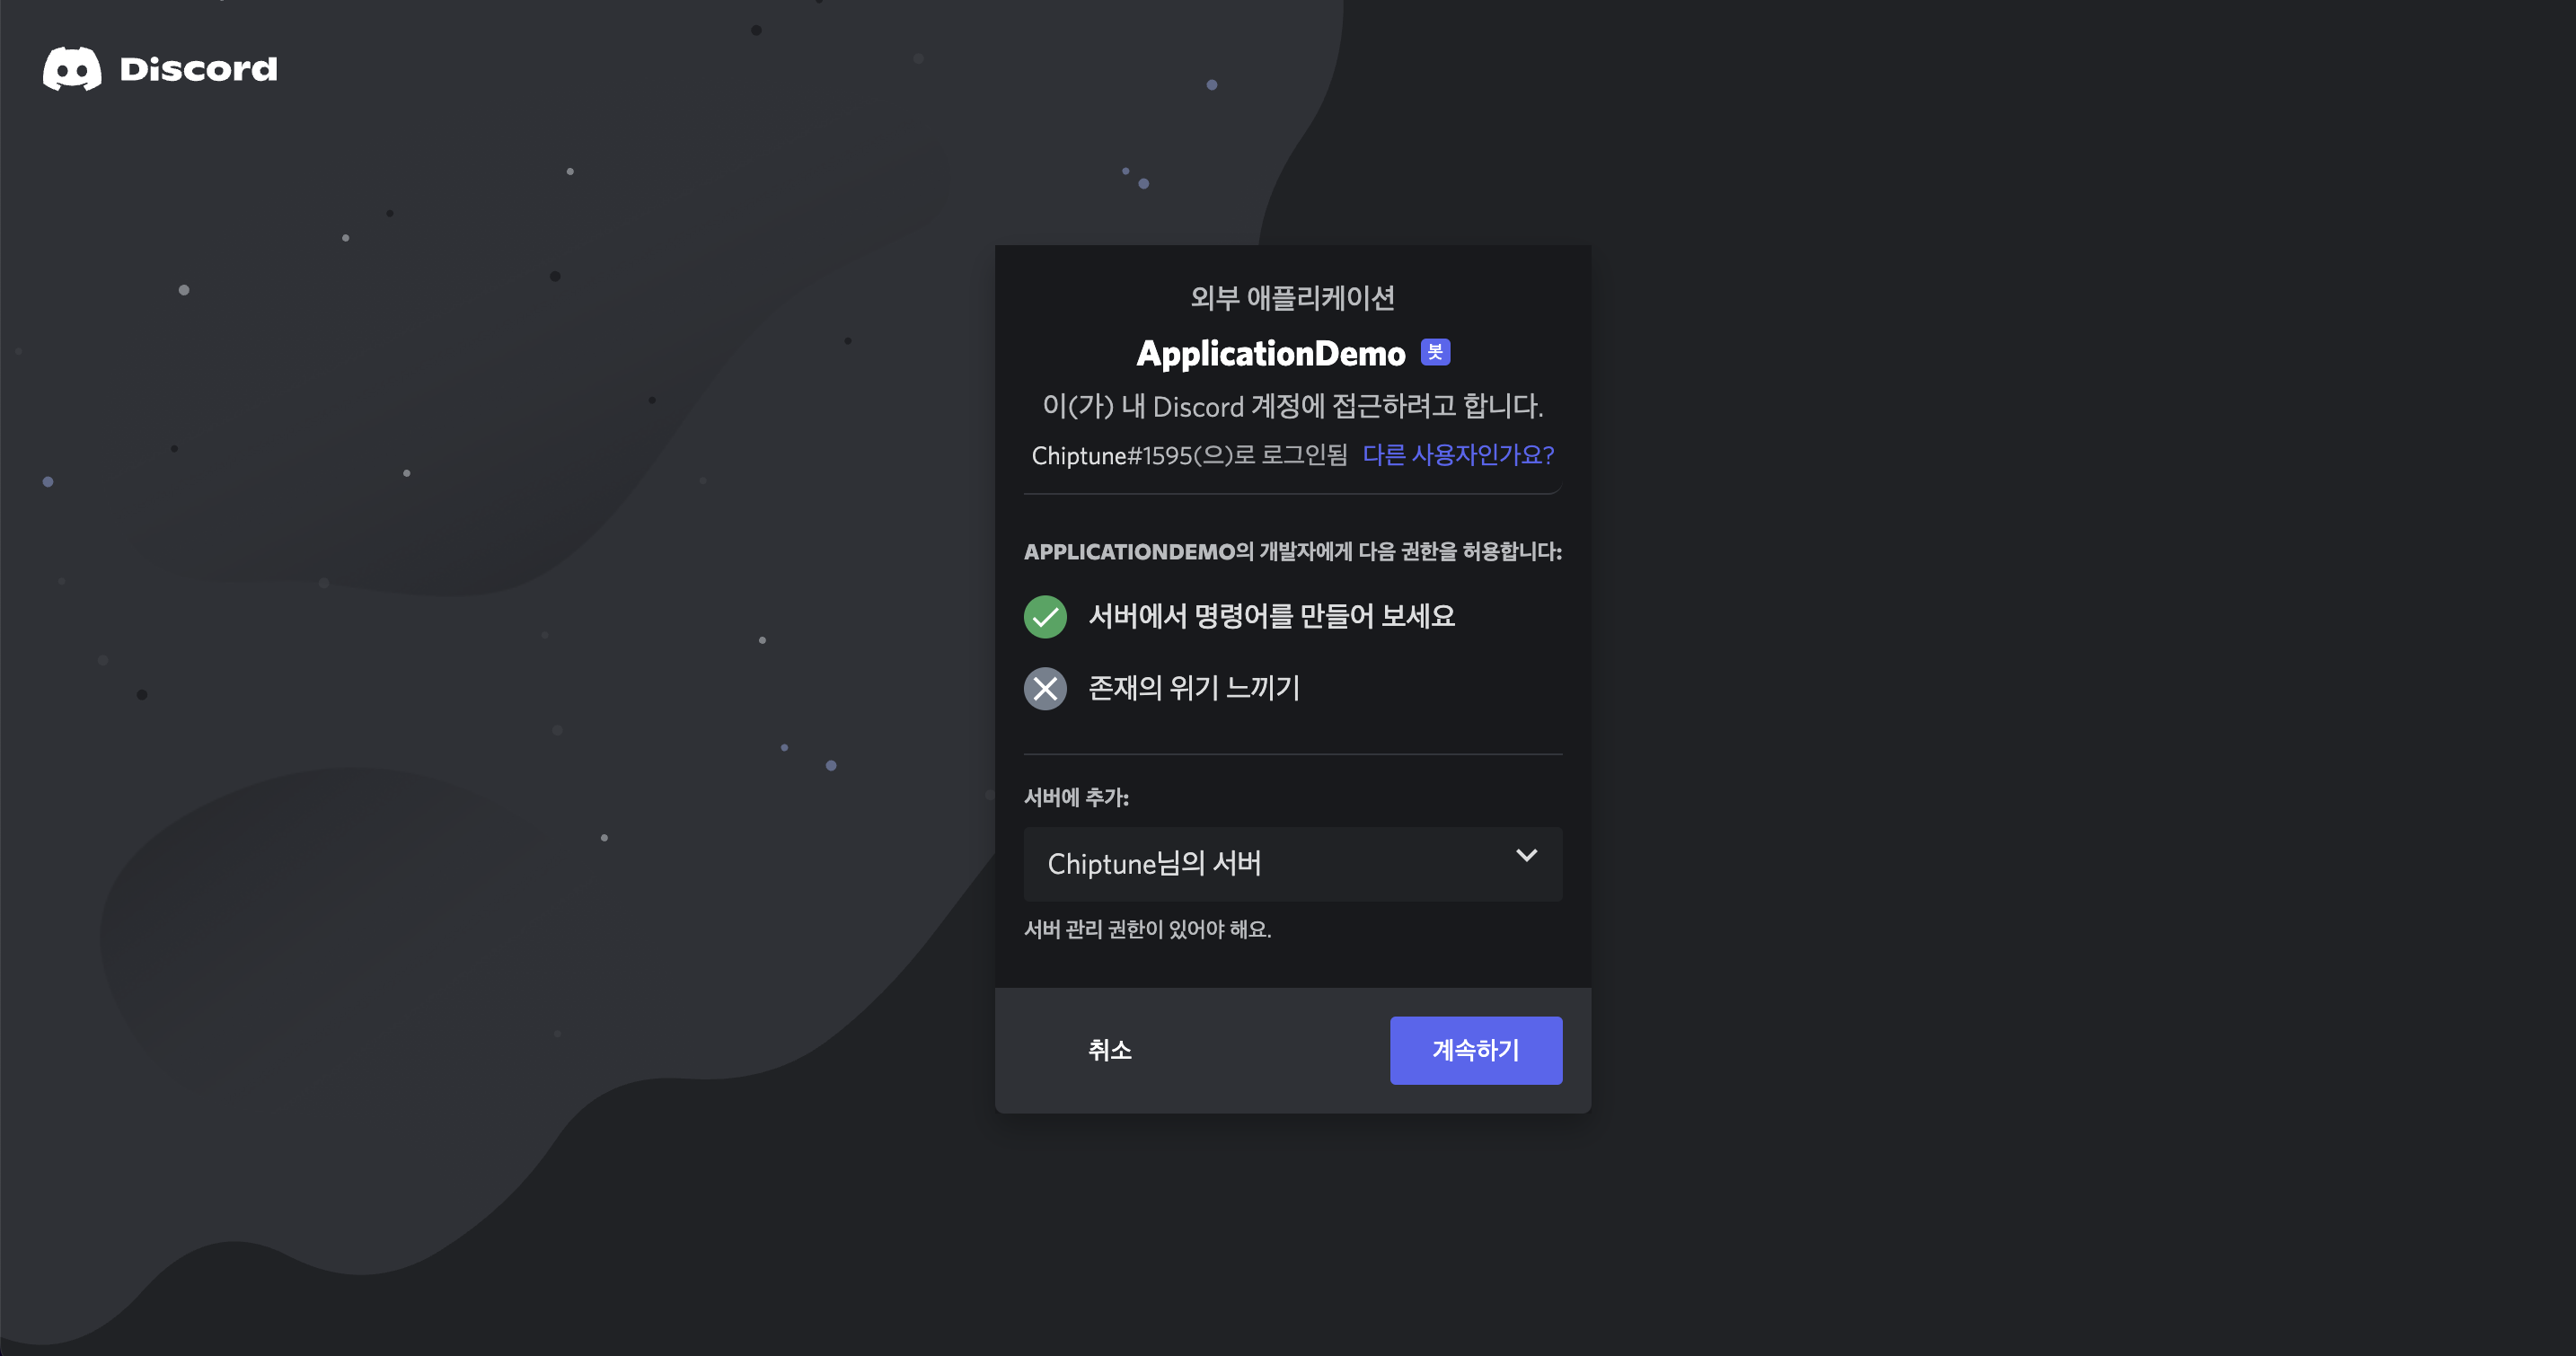 Discord
외부 애플리케이션
ApplicationDemo 봇
이(가) 내 Discord 계정에 접근하려고 합니다.
Chiptune#1595(으)로 로그인됨 다른 사용자인가요?
APPLICATIONDEMO의 개발자에게 다음 권한을 허용합니다:
서버에서 명령어를 만들어 보세요
존재의 위기 느끼기
서버에 추가:
Chiptune님의 서버
서버 관리 권한이 있어야 해요.
취소 계속하기